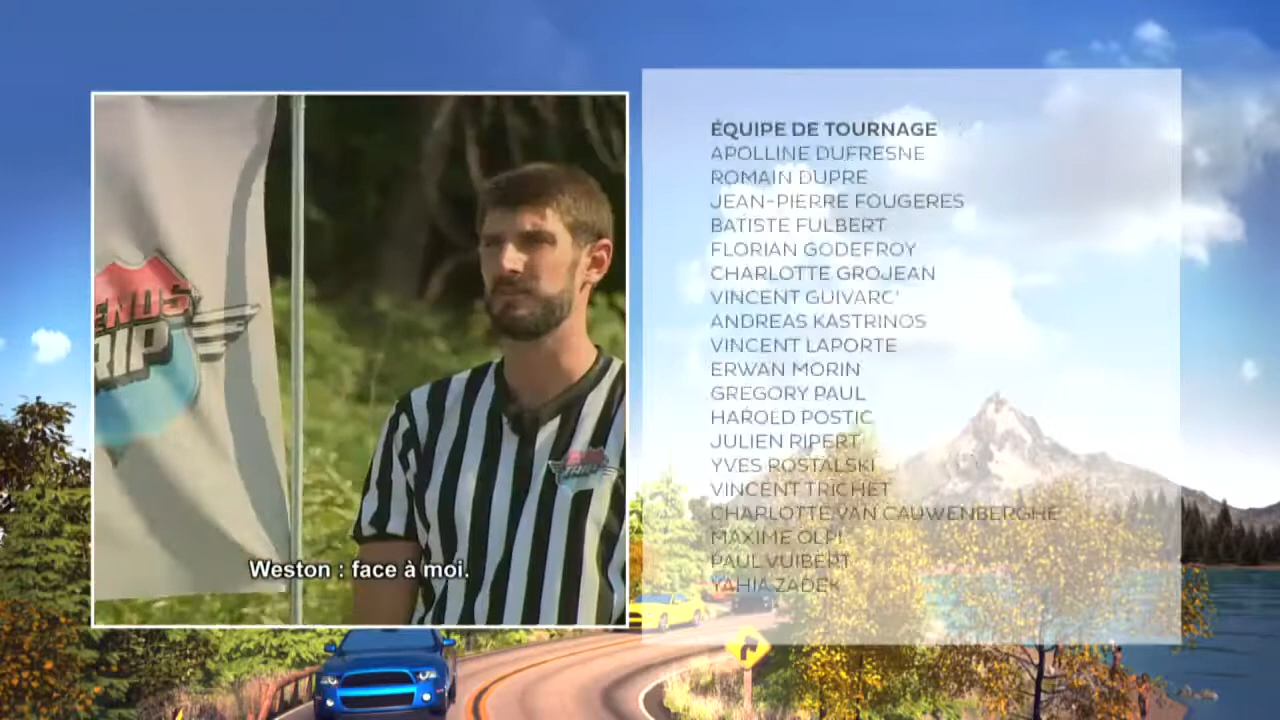 ENDS
RIP
Weston : face à moi.
ÉQUIPE DE TOURNAGE
APOLLINE DUFRESNE
ROMAIN DUPRE
JEAN-PIERRE FOUGERES
BATISTE FULBERT
FLORIAN GODEFROY
CHARLOTTE GROJEAN
VINCENT GUIVARC'
ANDREAS KASTRINOS
VINCENT LAPORTE
ERWAN MORIN
GREGORY PAUL
HAROLD POSTIC
JULIEN RIPERT
YVES ROSTALSKI
VINCENT TRICHET
CHARLOTTE VAN CAUWENBERGHE
MAXIME OLPI
PAUL VUIBERT
YAHIA ZADEK